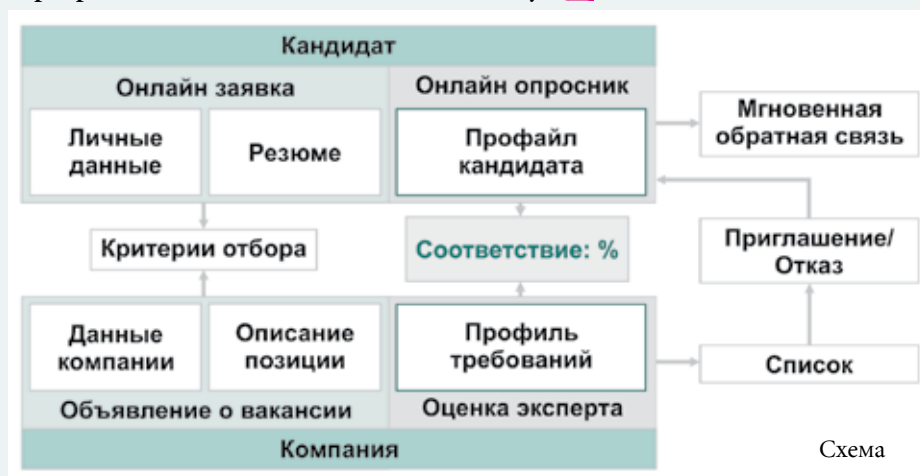 Кандидат
Онлайн заявка
Онлайн опросник
Личные
данные
Резюме
Профайл
кандидата
Мгновенная
обратная связь
Критерии отбора
Соответствие: %
Приглашение/
Отказ
Данные
компании
Описание
позиции
Профиль
требований
Список
Объявление о вакансии
Оценка эксперта
Компания
Схема